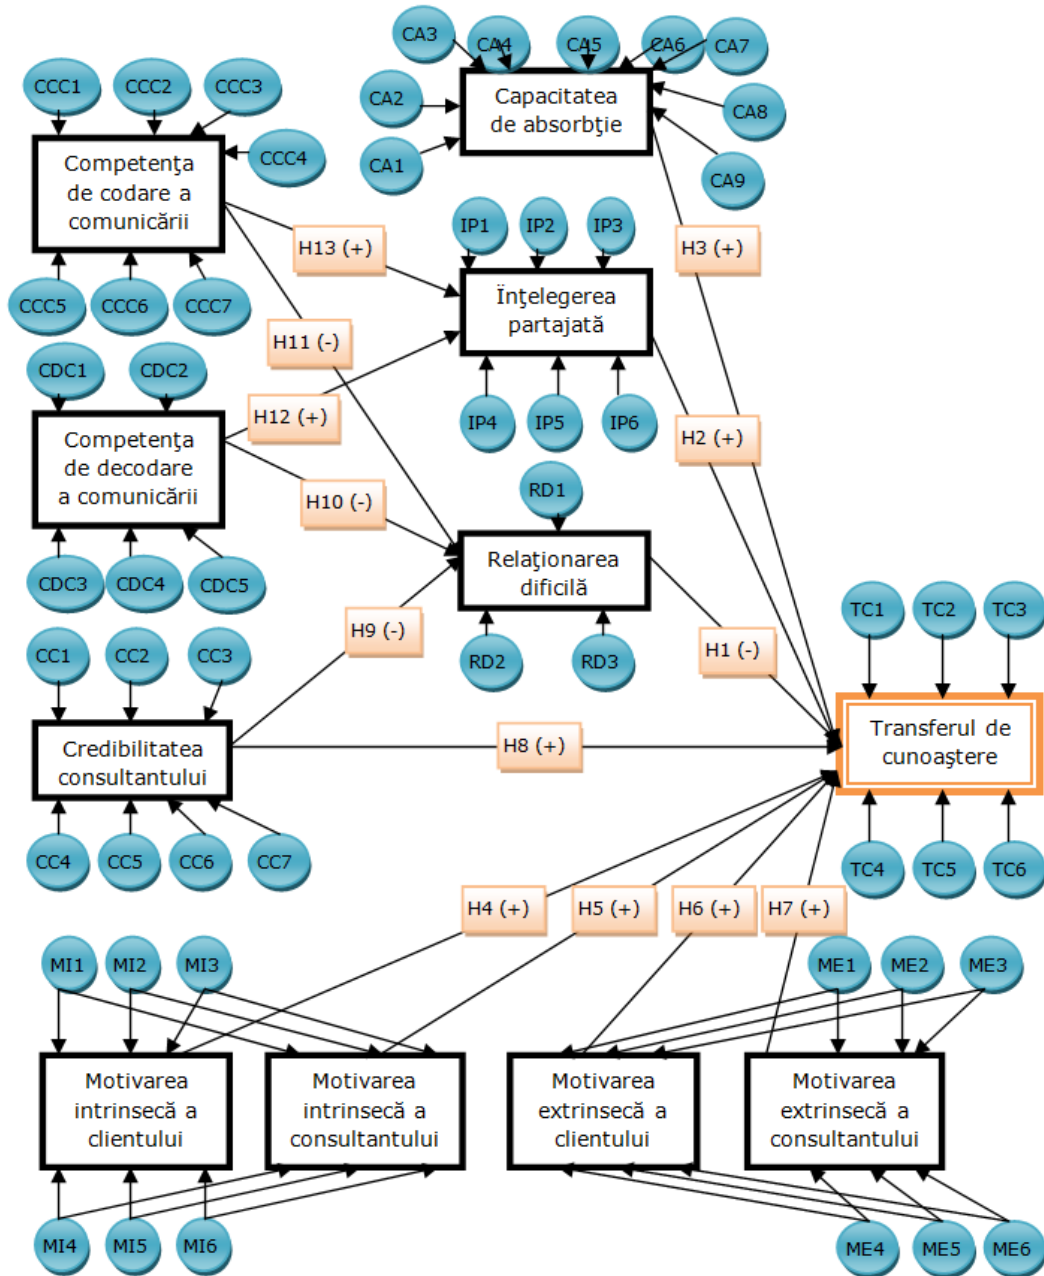 CA3
CA4
CA5
CA6
CA7
CCC1
CCC2
CCC3
CA2
Capacitatea
de absorbţie
CA8
CCC4
CA1
CA9
Competenţa
de codare a
comunicării
IP1
IP2
IP3
H13 (+)
H3 (+)
CCC5
CCC6
CCC7
Înţelegerea
partajată
H11 (-)
CDC1
CDC2
H12 (+)
IP4
IP5
IP6
H2 (+)
Competenţa
de decodare
a comunicării
H10 (-)
RD1
CDC3
CDC4
CDC5
Relaţionarea
dificilă
H9 (-)
TC1
TC2
TC3
CC1
CC2
CC3
RD2
RD3
H1 (-)
Credibilitatea
consultantului
H8 (+)
Transferul de
cunoaştere
CC4
CC5
CC6
CC7
TC4
TC5
TC6
H4 (+)
H5 (+)
H6 (+)
H7 (+)
MI1
MI2
MI3
ME1
ME2
ME3
Motivarea
intrinsecă a
clientului
Motivarea
intrinsecă a
consultantului
Motivarea
extrinsecă a
clientului
Motivarea
extrinsecă a
consultantului
MI4
MI5
MI6
ME4
ME5
ME6